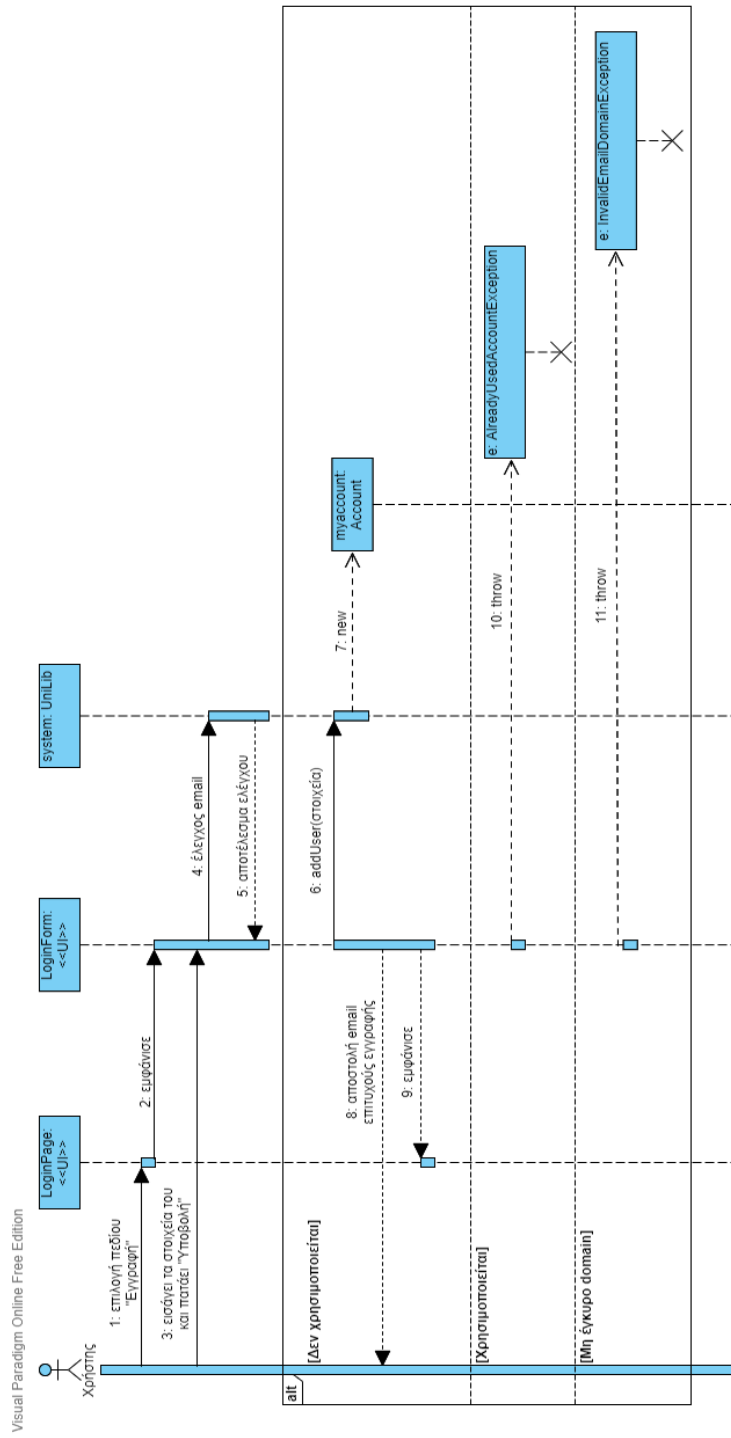 Visual Paradigm Online Free Edition
Χρήστης
LoginPage:
<<UI>>
LoginForm:
<<UI>>
system: UniLib
1: επιλογή πεδίου
"Εγγραφή"
2: εμφάνισε
3: εισάγει τα στοιχεία του
και πατάει "Υποβολή"
4: έλεγχος email
5: αποτέλεσμα ελέγχου
alt
[Δεν χρησιμοποιείται]
6: addUser(στοιχεία)
7: new
myaccount:
Account
8: αποστολή email
επιτυχούς εγγραφής
9: εμφάνισε
[Χρησιμοποιείται]
10: throw
e: AlreadyUsedAccountException
[Μη έγκυρο domain]
11: throw
e: InvalidEmailDomainException